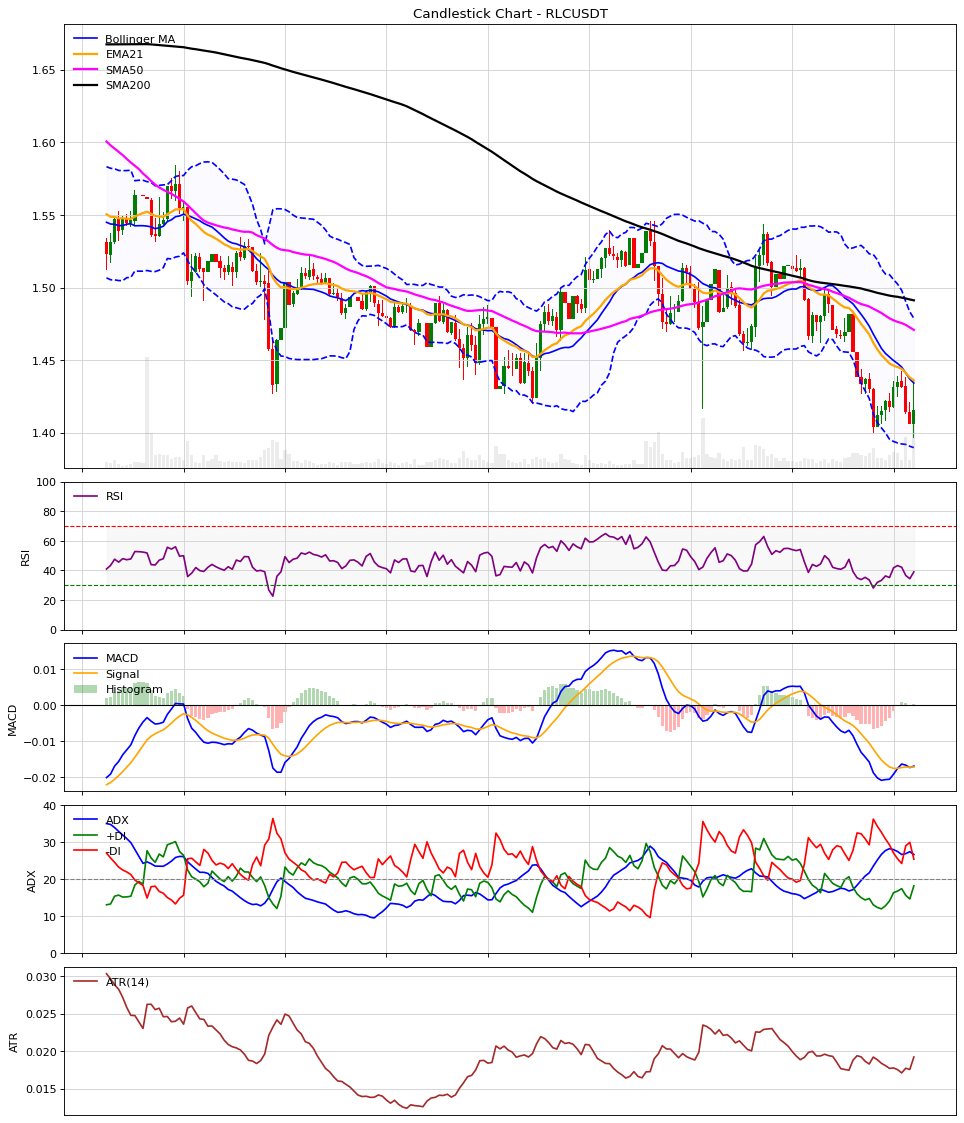 Candlestick Chart - RLCUSDT
Bollinger MA
EMA21
SMA50
SMA200
1.65
1.60
1.55
1.50
1.45
1.40
RSI
RSI
100
80
60
40
20
0
MACD
Signal
Histogram
MACD
0.01
0.00
−0.01
−0.02
ADX
+DI
-DI
ADX
40
30
20
10
0
ATR(14)
ATR
0.030
0.025
0.020
0.015